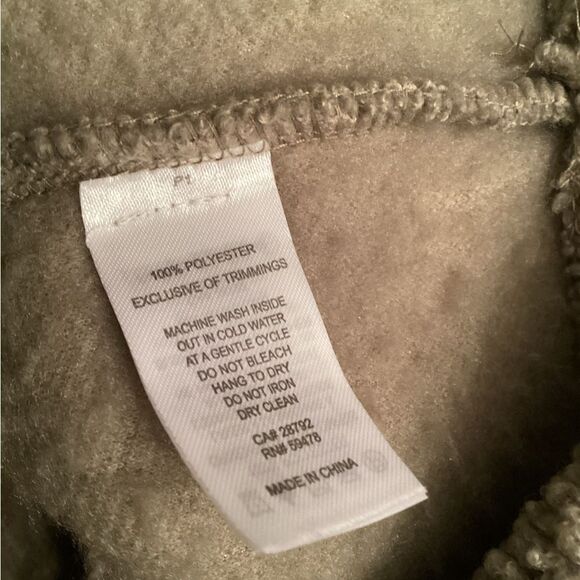 P1
100% POLYESTER
EXCLUSIVE OF TRIMMINGS
MACHINE WASH INSIDE
OUT IN COLD WATER
AT A GENTLE CYCLE
DO NOT BLEACH
HANG TO DRY
DO NOT IRON
DRY CLEAN
CA# 28792
RN# 59478
MADE IN CHINA